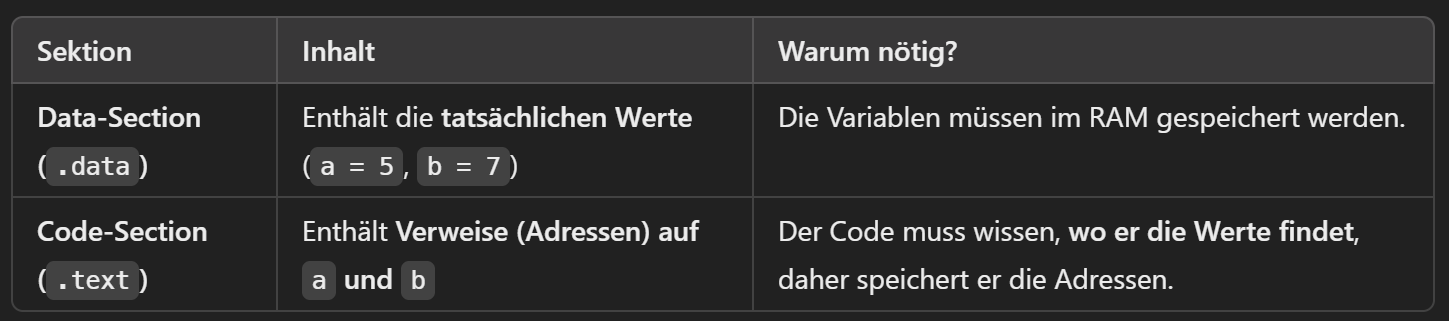 Sektion Inhalt Warum nötig?
Data-Section Enthält die tatsächlichen Werte Die Variablen müssen im RAM gespeichert werden.
(.data) (a = 5, b = 7)
Code-Section Enthält Verweise (Adressen) auf Der Code muss wissen, wo er die Werte findet,
(.text) a und b daher speichert er die Adressen.